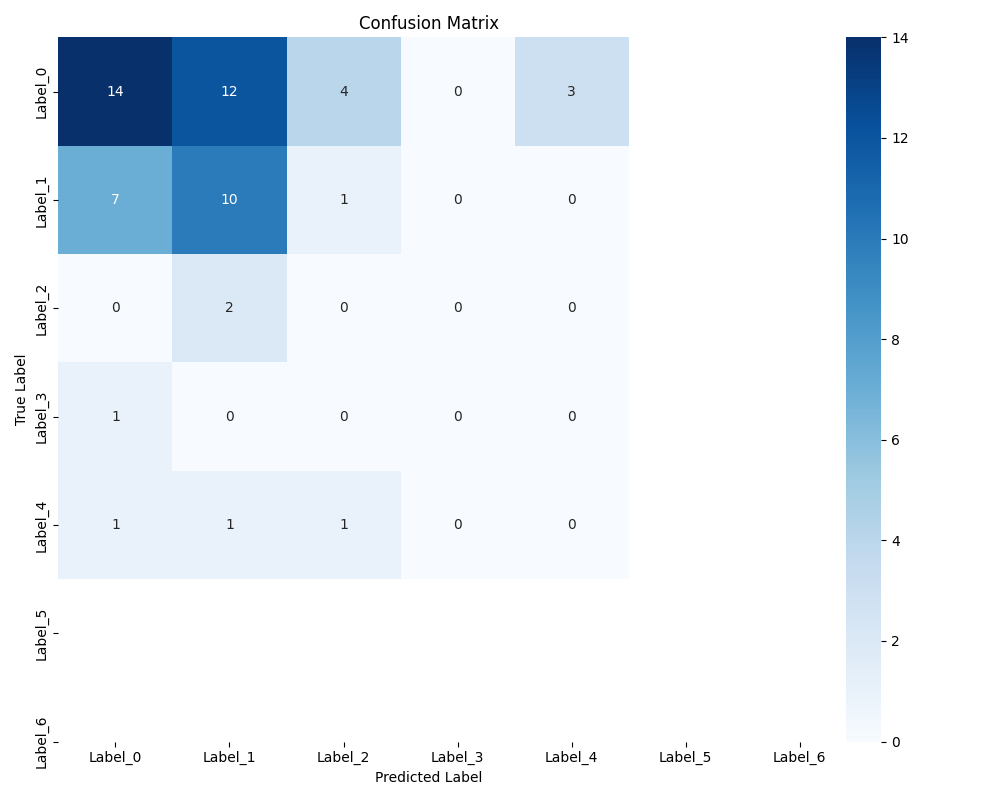 Confusion Matrix
True Label
Label_0 14 12 4 0 3
Label_1 7 10 1 0 0
Label_2 0 2 0 0 0
Label_3 1 0 0 0 0
Label_4 1 1 1 0 0
Label_5
Label_6
Label_0 Label_1 Label_2 Label_3 Label_4 Label_5 Label_6
Predicted Label
14
12
10
8
6
4
2
0